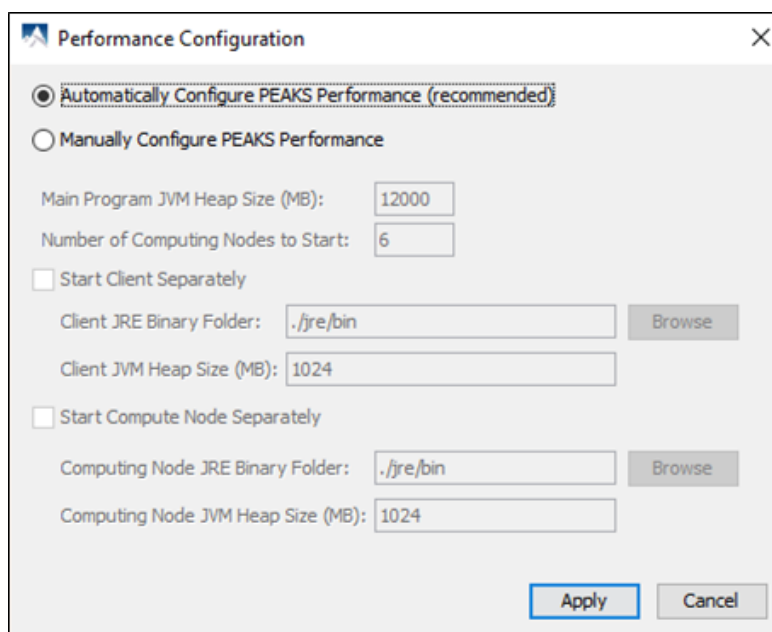 Performance Configuration
Automatically Configure PEAKS Performance (recommended)
Manually Configure PEAKS Performance
Main Program JVM Heap Size (MB): 12000
Number of Computing Nodes to Start: 6
Start Client Separately
Client JRE Binary Folder: ./jre/bin Browse
Client JVM Heap Size (MB): 1024
Start Compute Node Separately
Computing Node JRE Binary Folder: ./jre/bin Browse
Computing Node JVM Heap Size (MB): 1024
Apply Cancel